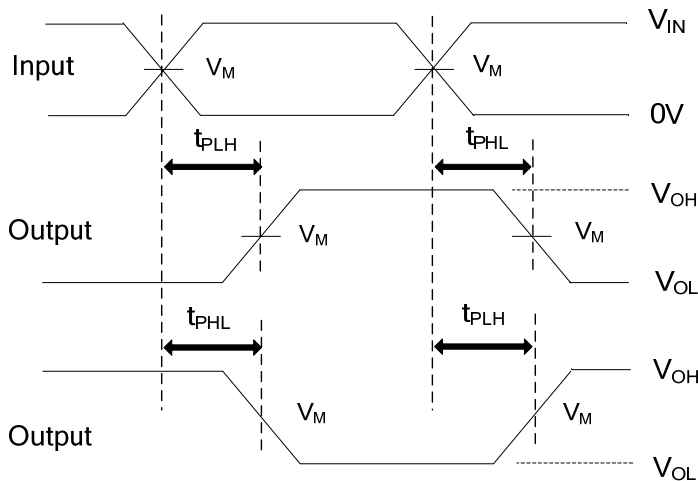 V_IN
Input
V_M
V_M
0V
t_PLH
t_PHL
V_OH
Output
V_M
V_M
V_OL
t_PHL
t_PLH
V_OH
Output
V_M
V_M
V_OL